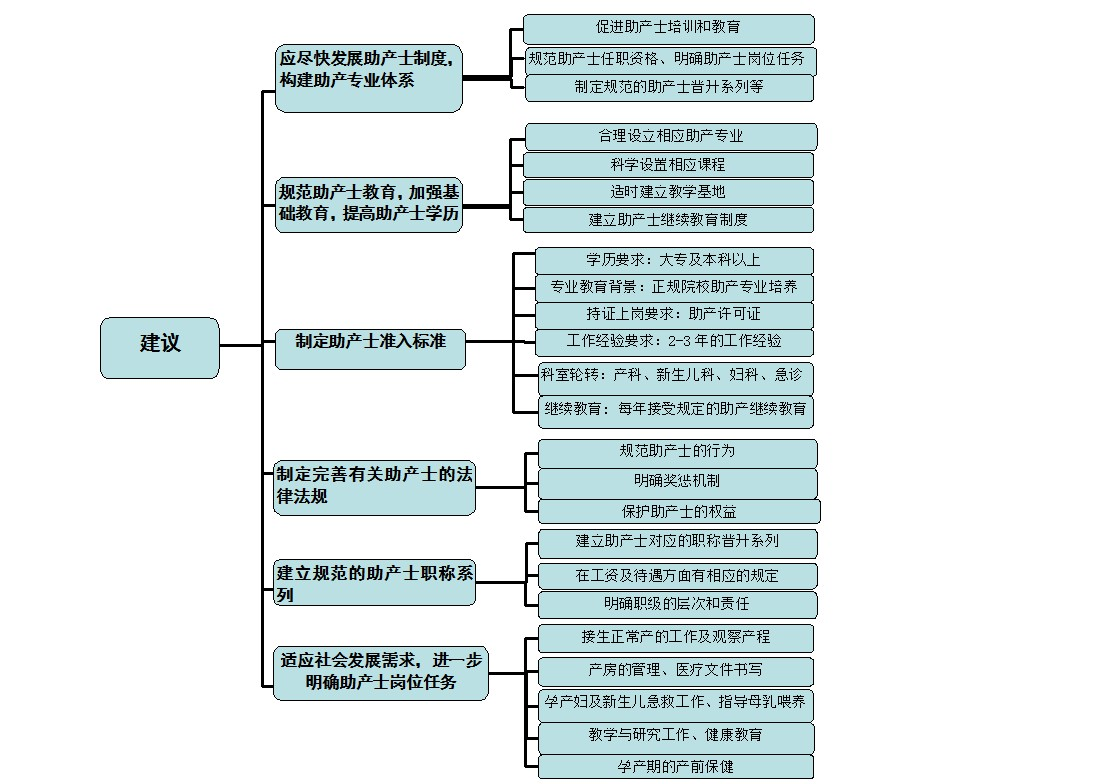 建议
应尽快发展助产士制度，
构建助产专业体系
促进助产士培训和教育
规范助产士任职资格、明确助产士岗位任务
制定规范的助产士晋升系列等
规范助产士教育，加强基
础教育，提高助产士学历
合理设立相应助产专业
科学设置相应课程
适时建立教学基地
建立助产士继续教育制度
制定助产士准入标准
学历要求：大专及本科以上
专业教育背景：正规院校助产专业培养
持证上岗要求：助产许可证
工作经验要求：2-3年的工作经验
科室轮转：产科、新生儿科、妇科、急诊
继续教育：每年接受规定的助产继续教育
制定完善有关助产士的法
律法规
规范助产士的行为
明确奖惩机制
保护助产士的权益
建立规范的助产士职称系
列
建立助产士对应的职称晋升系列
在工资及待遇方面有相应的规定
明确职级的层次和责任
适应社会发展需求，进一步
明确助产士岗位任务
接生正常产的工作及观察产程
产房的管理、医疗文件书写
孕产妇及新生儿急救工作、指导母乳喂养
教学与研究工作、健康教育
孕产期的产前保健